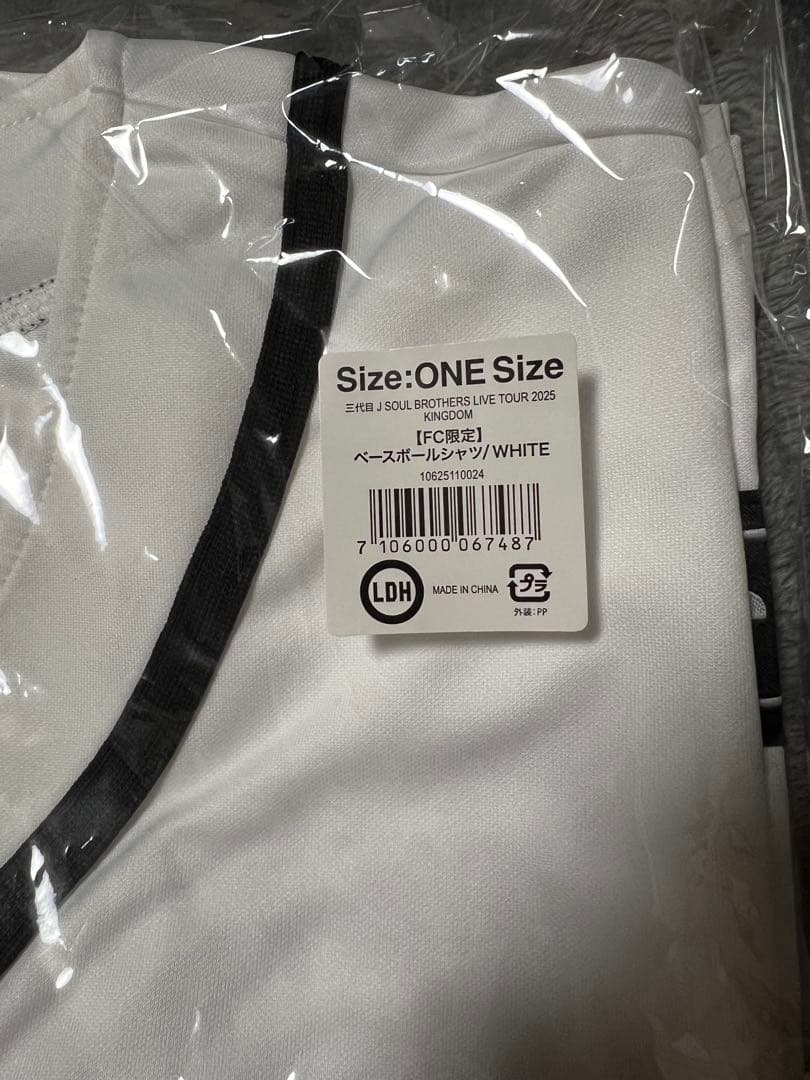 Size:ONE Size
三代目 J SOUL BROTHERS LIVE TOUR 2025
KINGDOM
【FC限定】
ベースボールシャツ/WHITE
10625110024
7 106000 067487
LDH
MADE IN CHINA
プラ
外装:PP